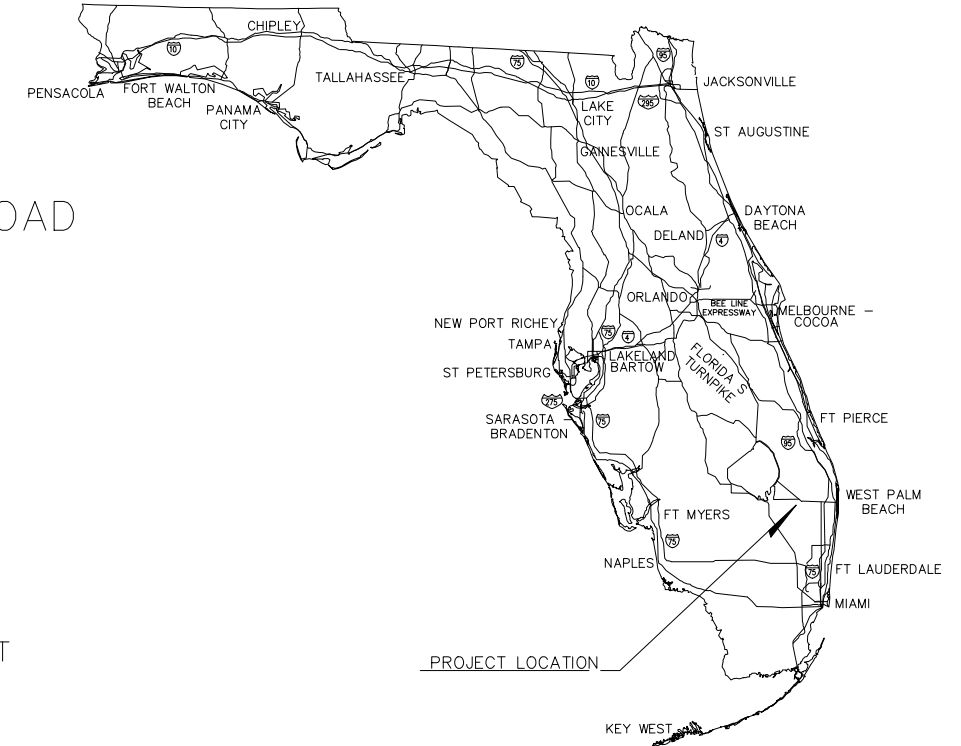 CHIPLEY
10
75
95
TALLAHASSEE
10
JACKSONVILLE
PENSACOLA
FORT WALTON
BEACH
PANAMA
CITY
LAKE
CITY
295
ST AUGUSTINE
GAINESVILLE
OAD
OCALA
DAYTONA
BEACH
DELAND
4
ORLANDO
BEE LINE
EXPRESSWAY
MELBOURNE –
COCOA
NEW PORT RICHEY
75
4
TAMPA
LAKELAND
BARTOW
FLORIDA S
TURNPIKE
ST PETERSBURG
275
SARASOTA –
BRADENTON
75
FT PIERCE
95
WEST PALM
BEACH
FT MYERS
75
NAPLES
75
FT LAUDERDALE
MIAMI
T
PROJECT LOCATION
KEY WEST